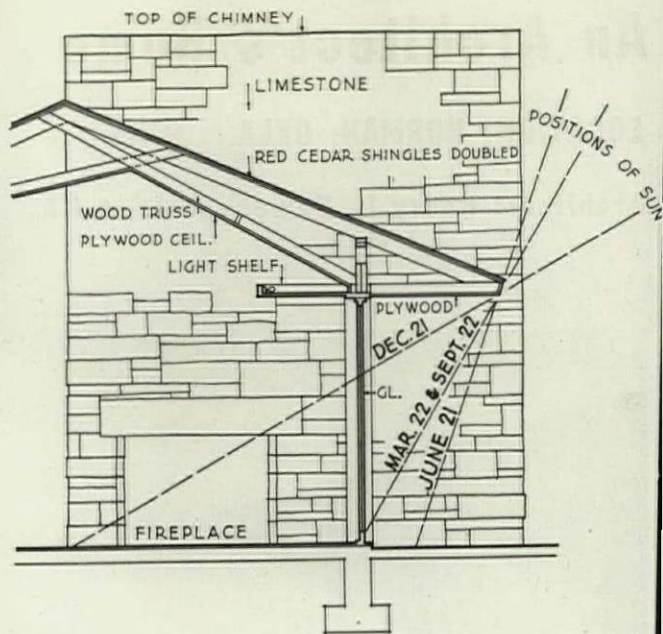 TOP OF CHIMNEY
LIMESTONE
RED CEDAR SHINGLES DOUBLED
POSITIONS OF SUN
WOOD TRUSS
PLYWOOD CEIL.
LIGHT SHELF
PLYWOOD
DEC. 21
GL.
MAR. 22 & SEPT. 22
JUNE 21
FIREPLACE